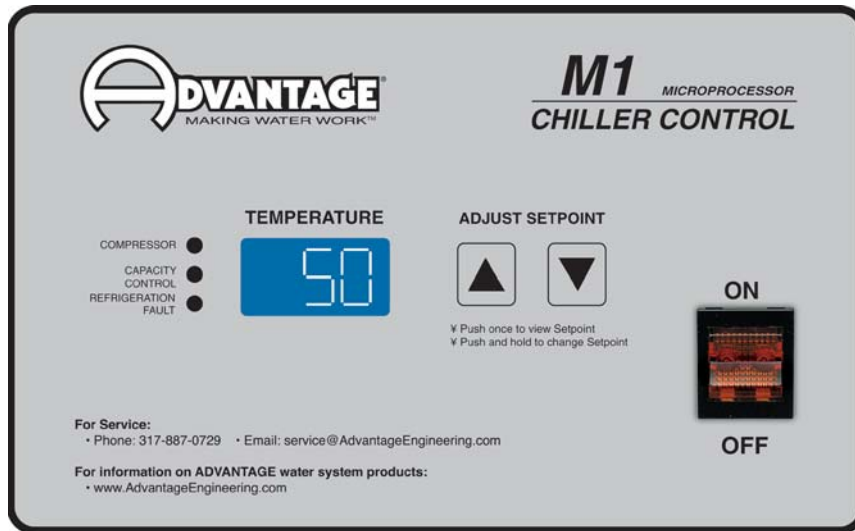 ADVANTAGE®
MAKING WATER WORK™
M1 MICROPROCESSOR
CHILLER CONTROL
TEMPERATURE
ADJUST SETPOINT
COMPRESSOR
CAPACITY
CONTROL
REFRIGERATION
FAULT
50
¥ Push once to view Setpoint
¥ Push and hold to change Setpoint
ON
OFF
For Service:
• Phone: 317-887-0729 • Email: service@AdvantageEngineering.com
For information on ADVANTAGE water system products:
• www.AdvantageEngineering.com